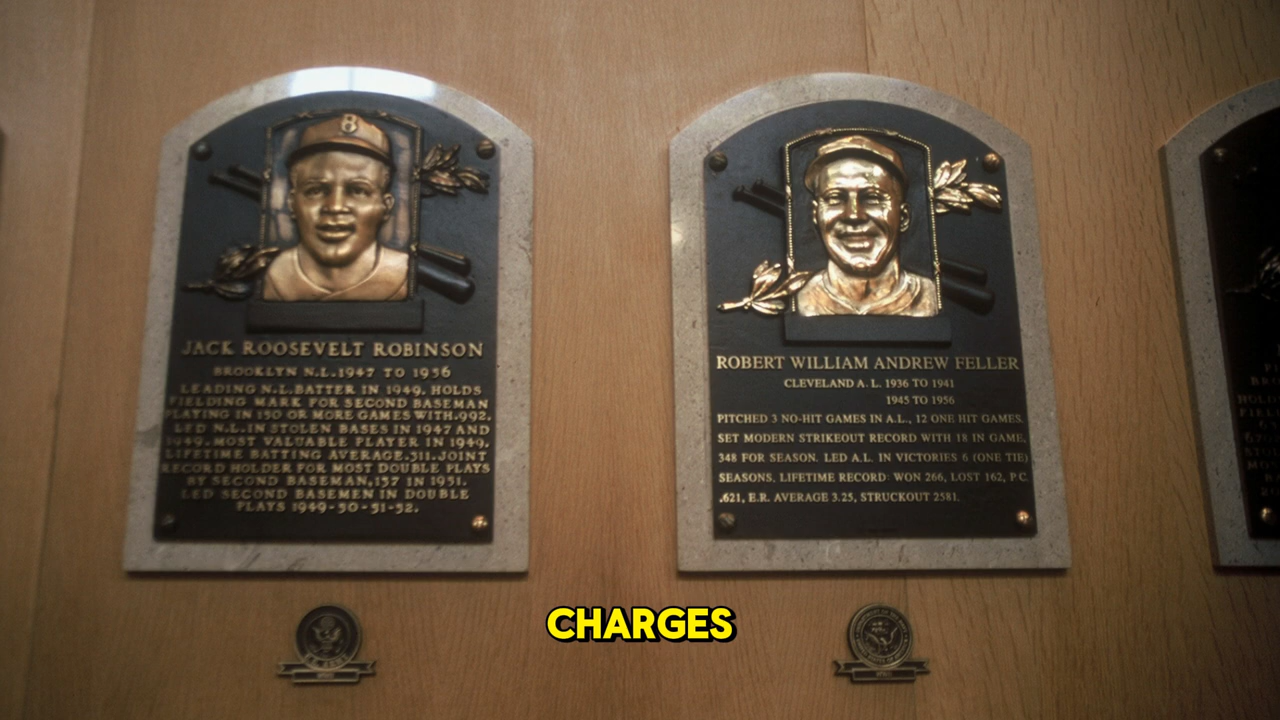 B
JACK ROOSEVELT ROBINSON
BROOKLYN N.L. 1947 TO 1956
LEADING N.L. BATTER IN 1949. HOLDS
FIELDING MARK FOR SECOND BASEMAN
PLAYING IN 150 OR MORE GAMES WITH .992.
LED N.L. IN STOLEN BASES IN 1947 AND
1949. MOST VALUABLE PLAYER IN 1949.
LIFETIME BATTING AVERAGE .311. JOINT
RECORD HOLDER FOR MOST DOUBLE PLAYS
BY SECOND BASEMAN, 137 IN 1951.
LED SECOND BASEMEN IN DOUBLE
PLAYS 1949-50-51-52.
ROBERT WILLIAM ANDREW FELLER
CLEVELAND A. L. 1936 TO 1941
1945 TO 1956
PITCHED 3 NO-HIT GAMES IN A.L., 12 ONE HIT GAMES.
SET MODERN STRIKEOUT RECORD WITH 18 IN GAME,
348 FOR SEASON. LED A.L. IN VICTORIES 6 (ONE TIE)
SEASONS. LIFETIME RECORD: WON 266, LOST 162, P.C.
.621, E.R. AVERAGE 3.25, STRUCKOUT 2581.
CHARGES